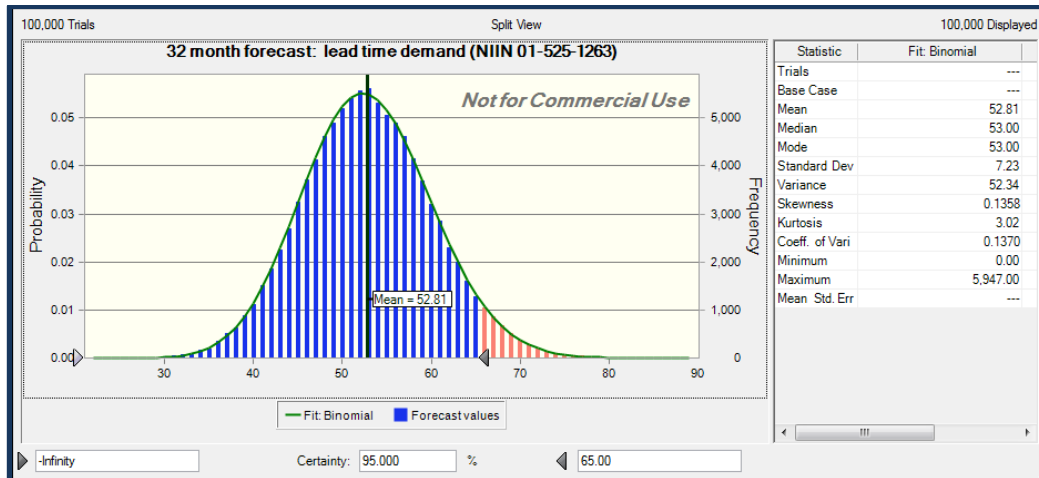 100,000 Trials Split View 100,000 Displayed
32 month forecast: lead time demand (NIIN 01-525-1263)
Not for Commercial Use
Probability
0.05
0.04
0.03
0.02
0.01
0.00
Mean = 52.81
5,000
4,000
3,000
2,000
1,000
0
Frequency
30 40 50 60 70 80 90
Fit: Binomial Forecast values
Statistic Fit: Binomial
Trials ---
Base Case ---
Mean 52.81
Median 53.00
Mode 53.00
Standard Dev 7.23
Variance 52.34
Skewness 0.1358
Kurtosis 3.02
Coeff. of Vari 0.1370
Minimum 0.00
Maximum 5,947.00
Mean Std. Err ---
-Infinity Certainty: 95.000 % 65.00